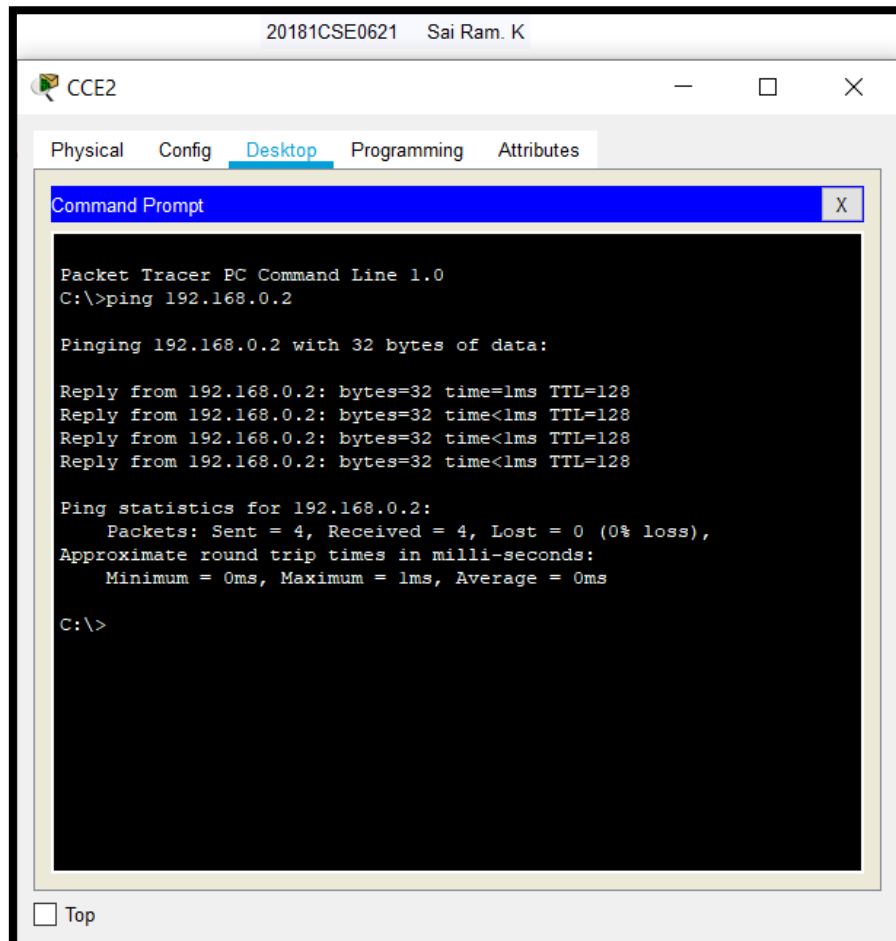 20181CSE0621 Sai Ram. K
CCE2
Physical Config Desktop Programming Attributes
Command Prompt X
Packet Tracer PC Command Line 1.0
C:\>ping 192.168.0.2
Pinging 192.168.0.2 with 32 bytes of data:
Reply from 192.168.0.2: bytes=32 time=1ms TTL=128
Reply from 192.168.0.2: bytes=32 time<1ms TTL=128
Reply from 192.168.0.2: bytes=32 time<1ms TTL=128
Reply from 192.168.0.2: bytes=32 time<1ms TTL=128
Ping statistics for 192.168.0.2:
Packets: Sent = 4, Received = 4, Lost = 0 (0% loss),
Approximate round trip times in milli-seconds:
Minimum = 0ms, Maximum = 1ms, Average = 0ms
C:\>
Top